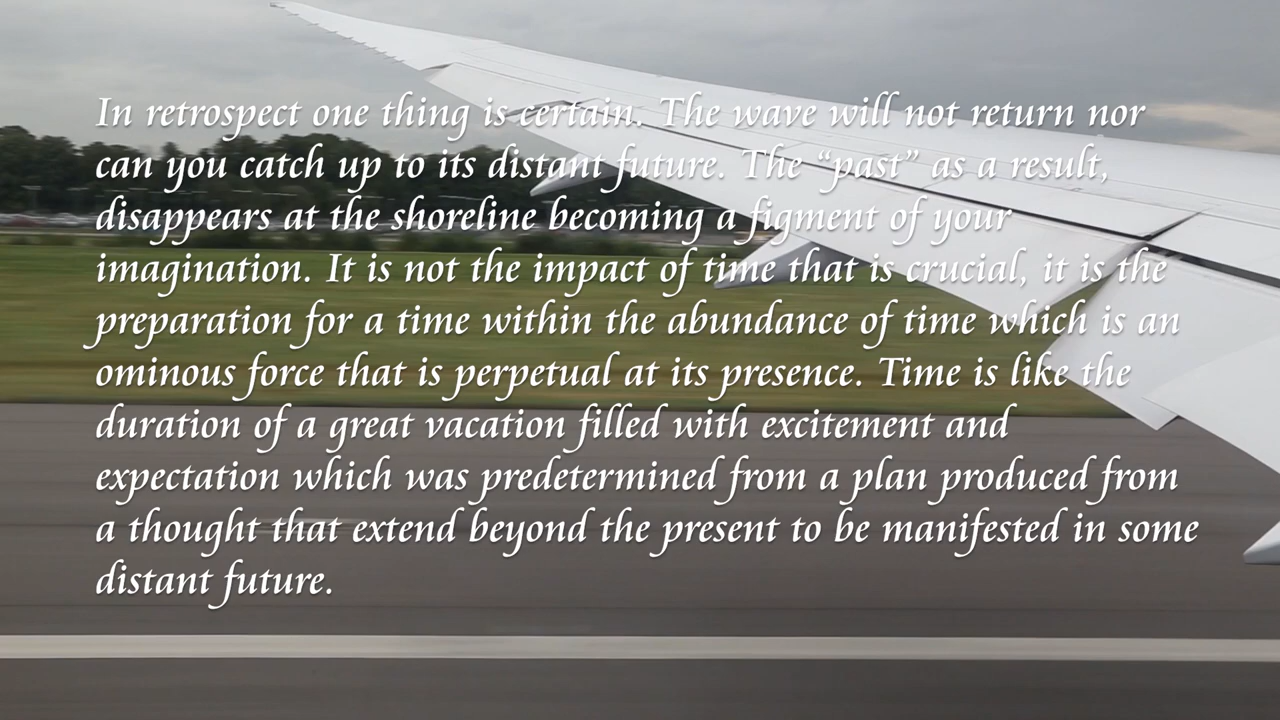 In retrospect one thing is certain. The wave will not return nor
can you catch up to its distant future. The “past” as a result,
disappears at the shoreline becoming a figment of your
imagination. It is not the impact of time that is crucial, it is the
preparation for a time within the abundance of time which is an
ominous force that is perpetual at its presence. Time is like the
duration of a great vacation filled with excitement and
expectation which was predetermined from a plan produced from
a thought that extend beyond the present to be manifested in some
distant future.